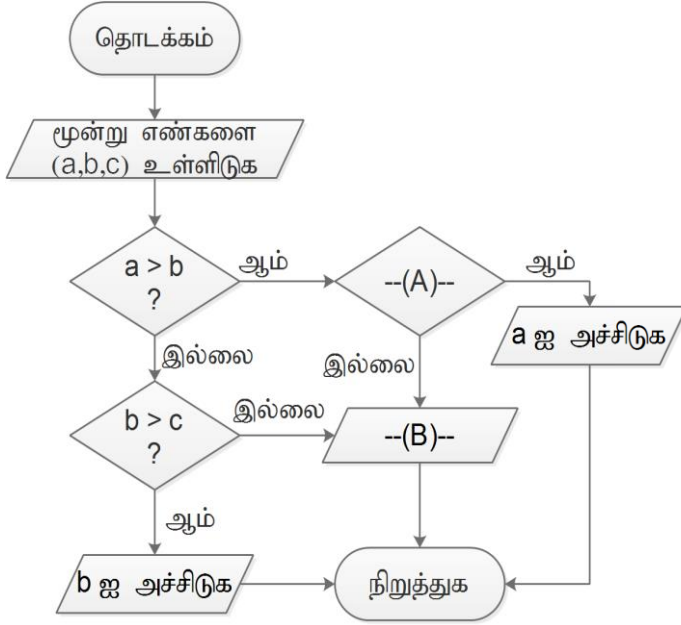 தொடக்கம்
மூன்று எண்களை
(a,b,c) உள்ளிடுக
a > b
?
ஆம்
--(A)--
ஆம்
a ஐ அச்சிடுக
இல்லை
இல்லை
b > c
?
இல்லை
--(B)--
ஆம்
b ஐ அச்சிடுக
நிறுத்துக